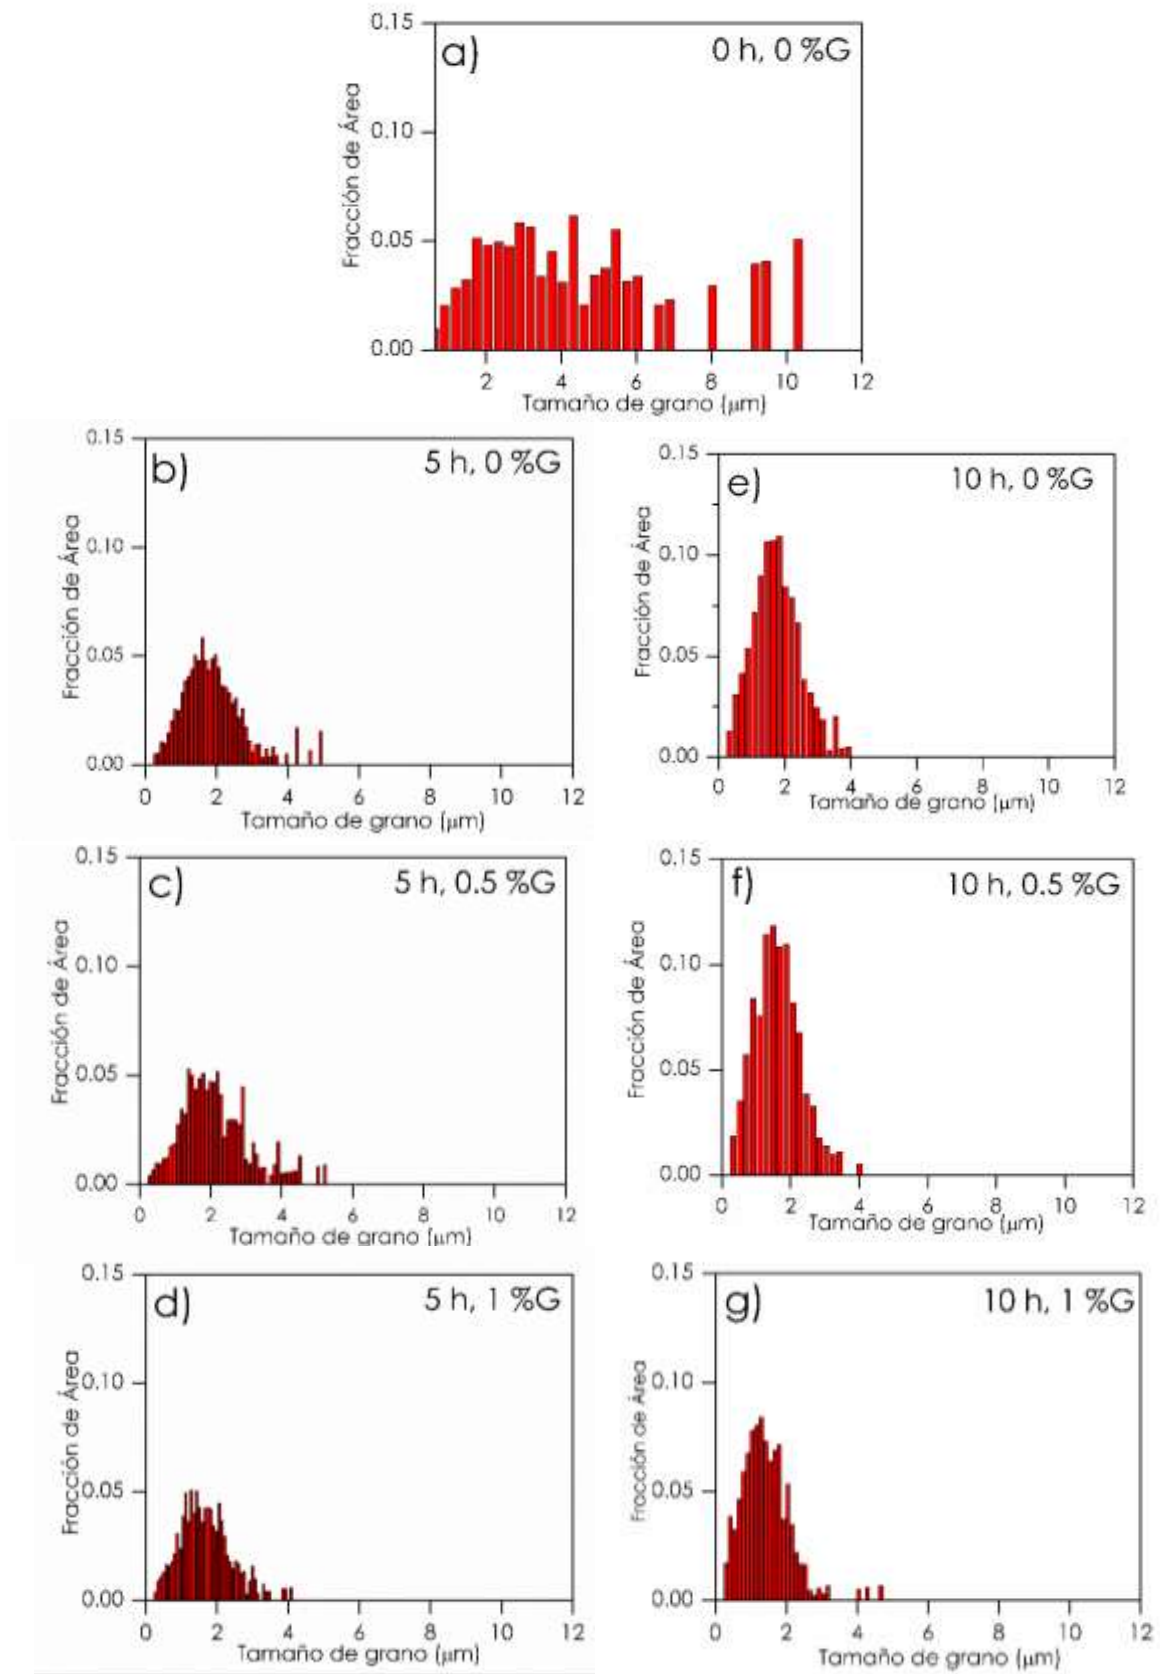 a)
0 h, 0 %G
Fracción de Área
0.15
0.10
0.05
0.00
2 4 6 8 10 12
Tamaño de grano (μm)
b)
5 h, 0 %G
Fracción de Área
0.15
0.10
0.05
0.00
0 2 4 6 8 10 12
Tamaño de grano (μm)
e)
10 h, 0 %G
Fracción de Área
0.15
0.10
0.05
0.00
0 2 4 6 8 10 12
Tamaño de grano (μm)
c)
5 h, 0.5 %G
Fracción de Área
0.15
0.10
0.05
0.00
0 2 4 6 8 10 12
Tamaño de grano (μm)
f)
10 h, 0.5 %G
Fracción de Área
0.15
0.10
0.05
0.00
0 2 4 6 8 10 12
Tamaño de grano (μm)
d)
5 h, 1 %G
Fracción de Área
0.15
0.10
0.05
0.00
0 2 4 6 8 10 12
Tamaño de grano (μm)
g)
10 h, 1 %G
Fracción de Área
0.15
0.10
0.05
0.00
0 2 4 6 8 10 12
Tamaño de grano (μm)